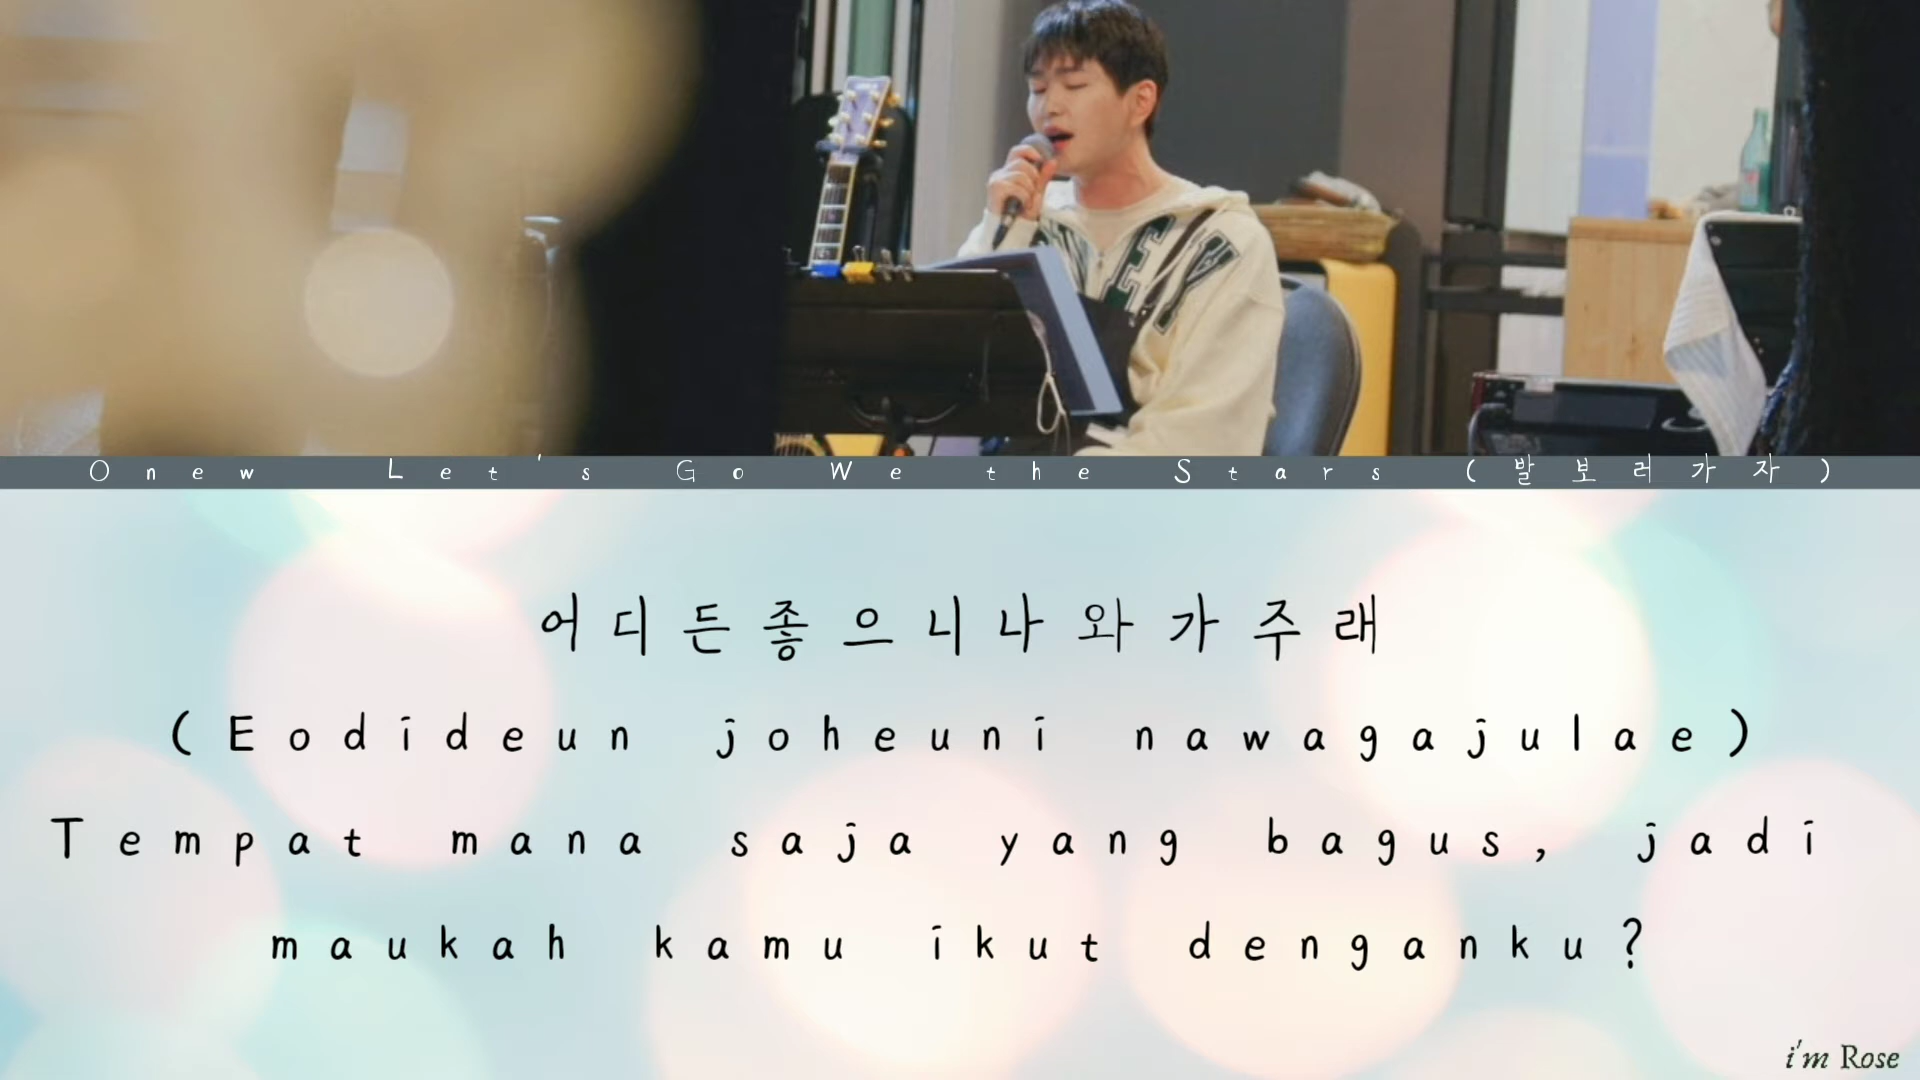 Onew Let's Go We the Stars (발보러가자)
어디든좋으니나와가주래
(Eodideun joheuni nawagajulae)
Tempat mana saja yang bagus, jadi
maukah kamu ikut denganku?
i'm Rose